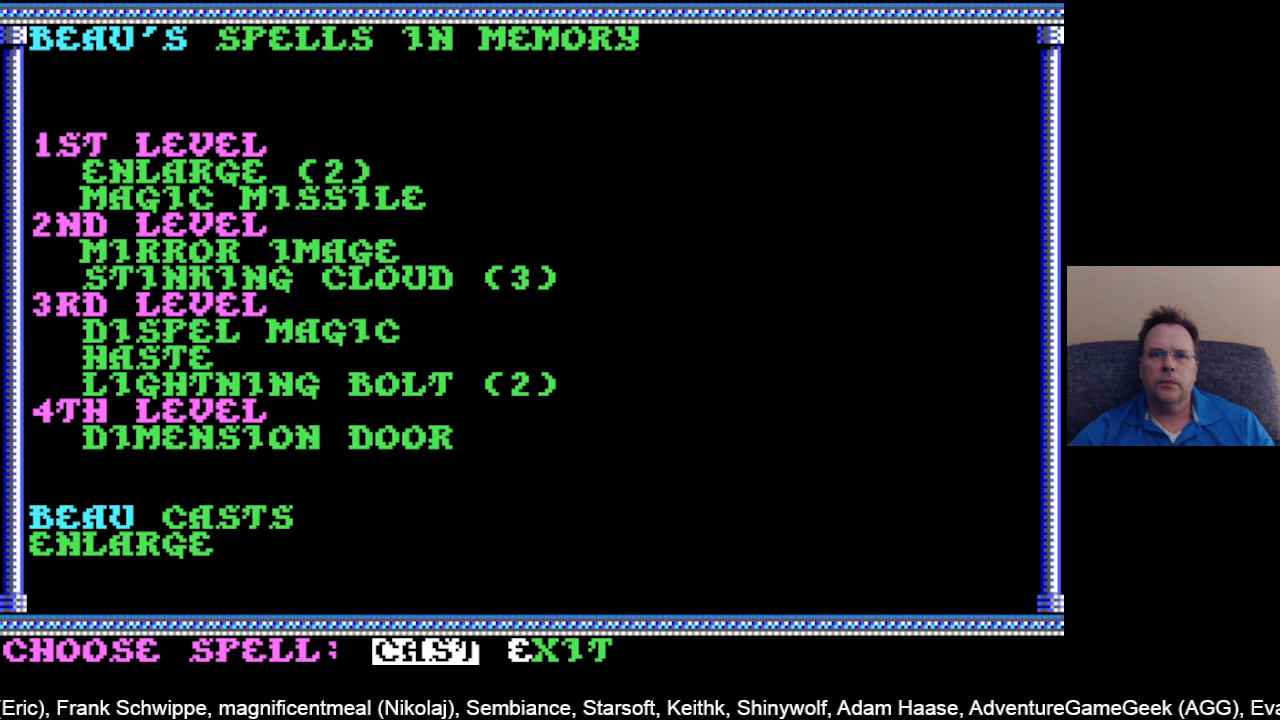 BEAU'S SPELLS IN MEMORY
1ST LEVEL
ENLARGE (2)
MAGIC MISSILE
2ND LEVEL
MIRROR IMAGE
STINKING CLOUD (3)
3RD LEVEL
DISPEL MAGIC
HASTE
LIGHTNING BOLT (2)
4TH LEVEL
DIMENSION DOOR
BEAU CASTS
ENLARGE
CHOOSE SPELL: CAST EXIT
(Eric), Frank Schwippe, magnificentmeal (Nikolaj), Sembiance, Starsoft, Keithk, Shinywolf, Adam Haase, AdventureGameGeek (AGG), Eva